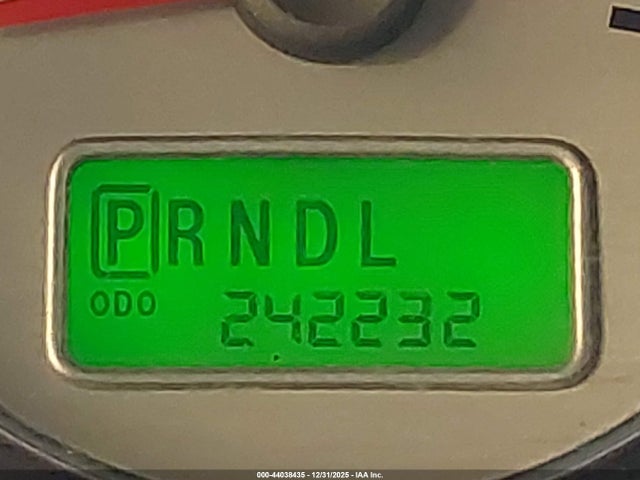 PRNDL
ODO 242232
000-44038435 - 12/31/2025 - IAA Inc.